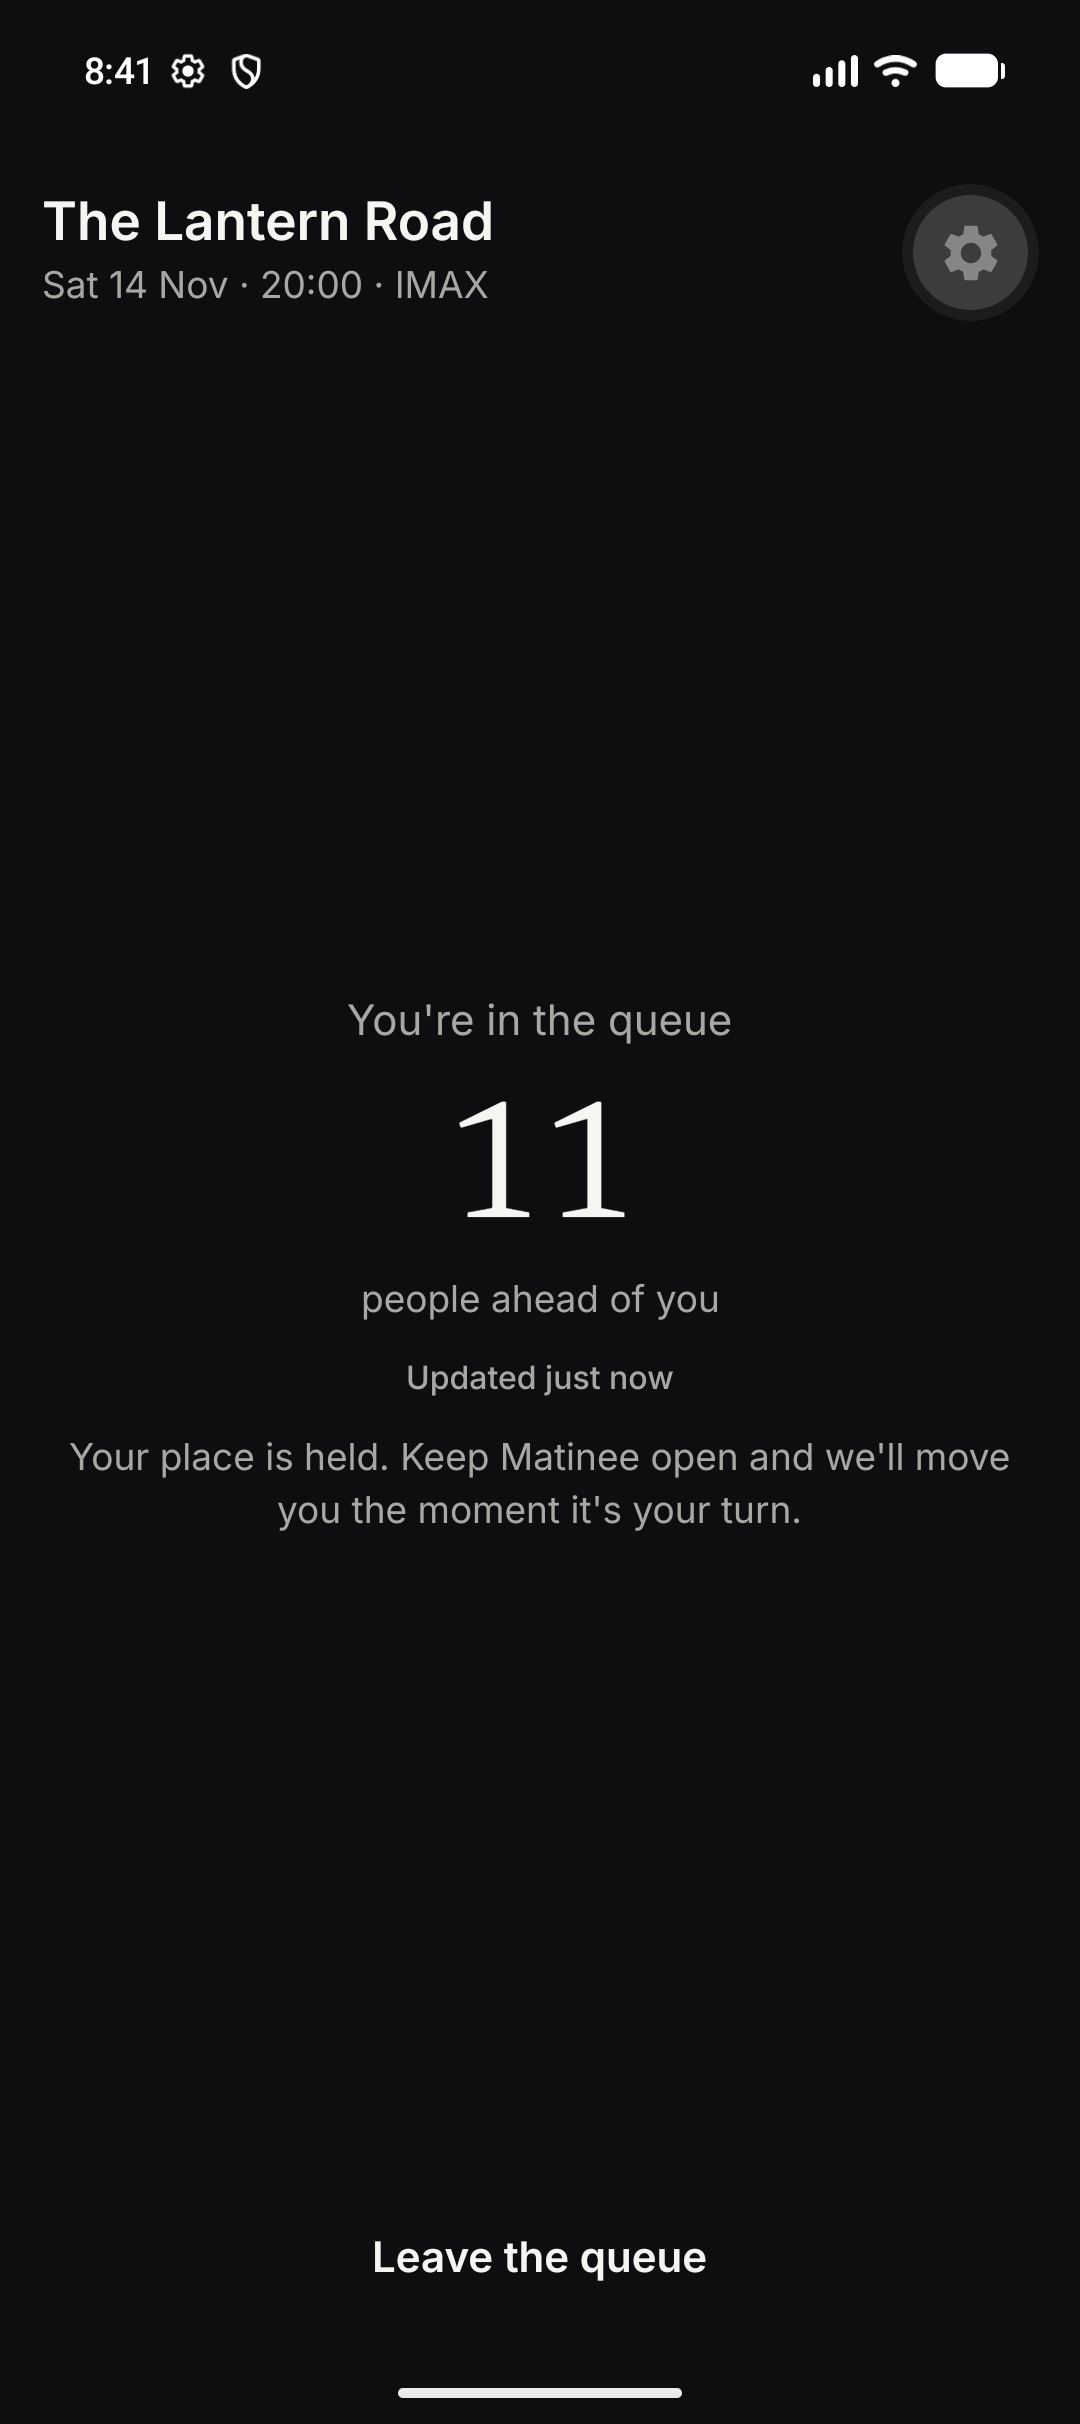 8:41
The Lantern Road
Sat 14 Nov · 20:00 · IMAX
You're in the queue
11
people ahead of you
Updated just now
Your place is held. Keep Matinee open and we'll move
you the moment it's your turn.
Leave the queue